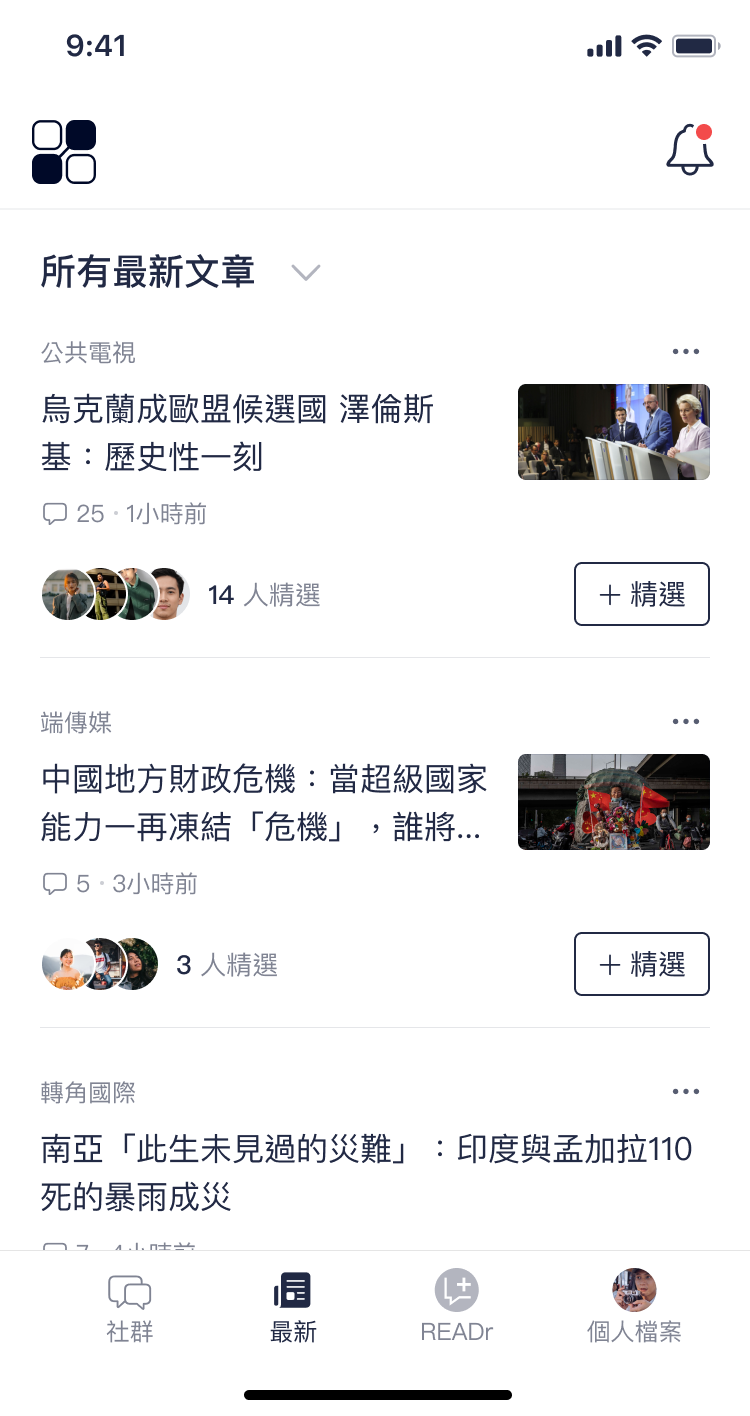 9:41
所有最新文章
公共電視
烏克蘭成歐盟候選國 澤倫斯
基：歷史性一刻
25 · 1小時前
14 人精選
＋ 精選
端傳媒
中國地方財政危機：當超級國家
能力一再凍結「危機」，誰將...
5 · 3小時前
3 人精選
＋ 精選
轉角國際
南亞「此生未見過的災難」：印度與孟加拉110
死的暴雨成災
7 · 4小時前
社群
最新
READr
個人檔案